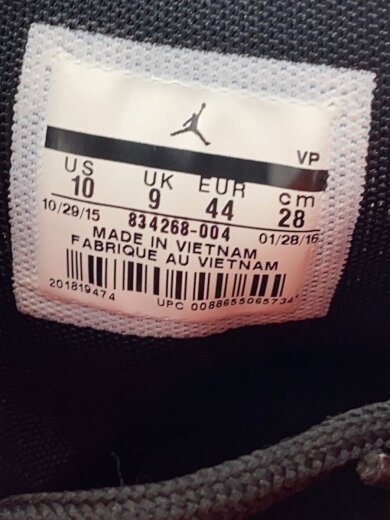 VP
US UK EUR cm
10 9 44 28
10/29/15 834268-004 01/28/16
MADE IN VIETNAM
FABRIQUE AU VIETNAM
201819474 UPC 00886550657341